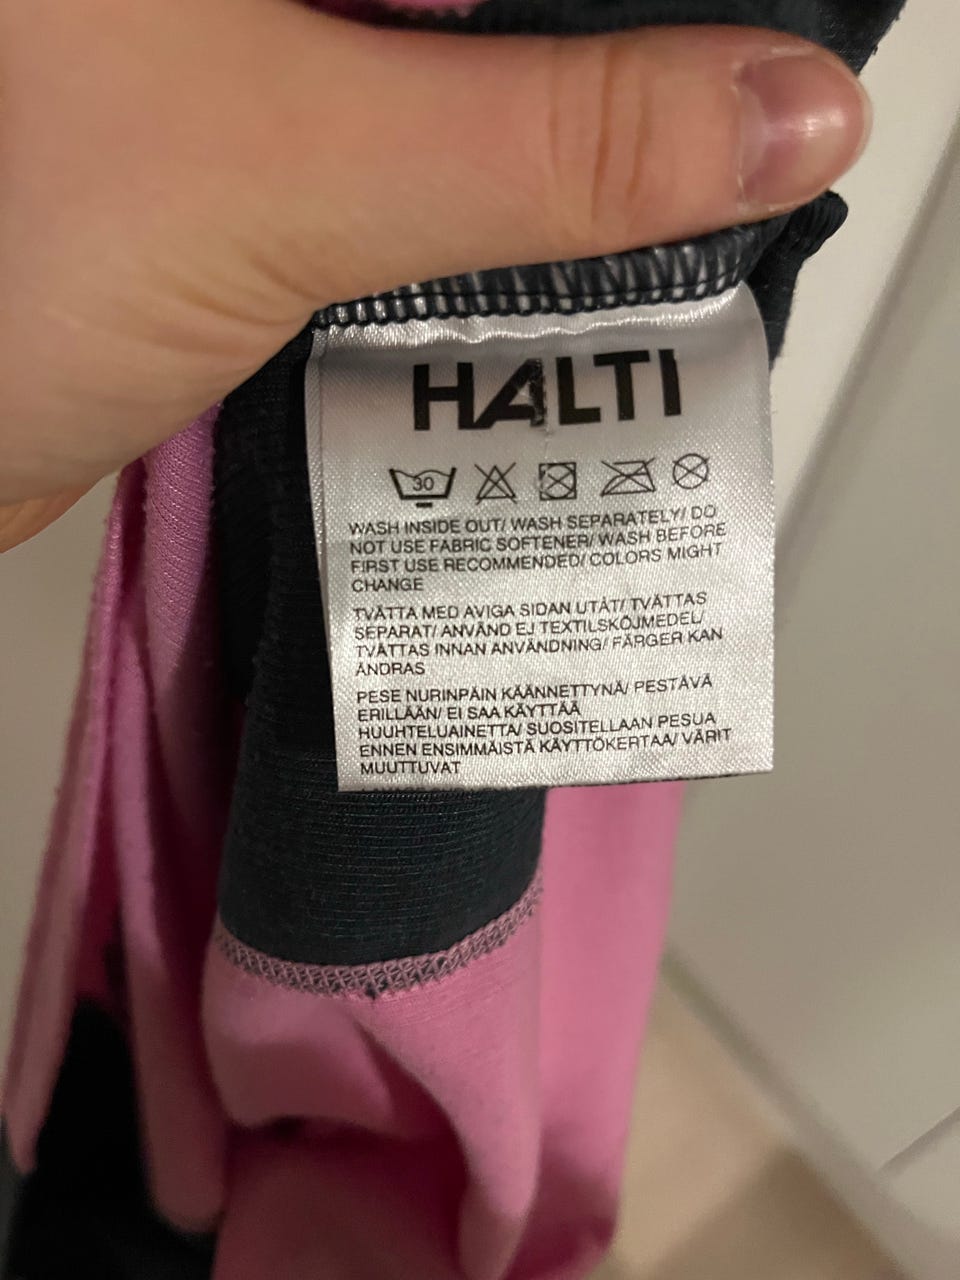 HALTI
30
WASH INSIDE OUT/ WASH SEPARATELY/ DO
NOT USE FABRIC SOFTENER/ WASH BEFORE
FIRST USE RECOMMENDED/ COLORS MIGHT
CHANGE
TVÄTTA MED AVIGA SIDAN UTÅT/ TVÄTTAS
SEPARAT/ ANVÄND EJ TEXTILSKÖJMEDEL/
TVÄTTAS INNAN ANVÄNDNING/ FÄRGER KAN
ÄNDRAS
PESE NURINPÄIN KÄÄNNETTYNÄ/ PESTÄVÄ
ERILLÄÄN/ EI SAA KÄYTTÄÄ
HUUHTELUAINETTA/ SUOSITELLAAN PESUA
ENNEN ENSIMMÄISTÄ KÄYTTÖKERTAA/ VÄRIT
MUUTTUVAT